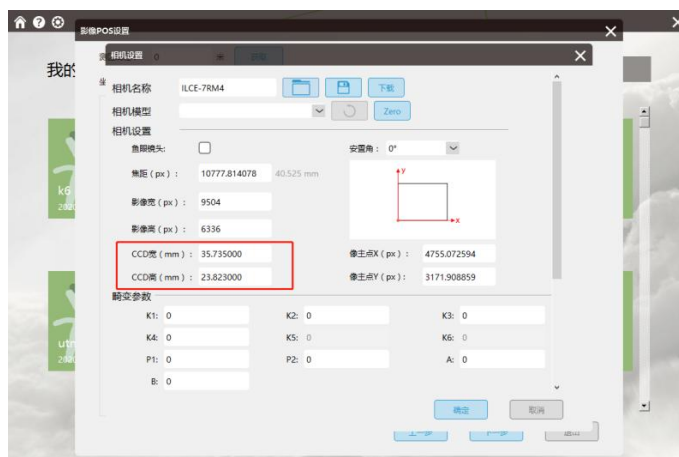 影像POS设置
相机设置
我的
相机名称 ILCE-7RM4 下载
相机模型 Zero
相机设置
鱼眼镜头: 安置角: 0°
焦距(px): 10777.814078 40.525 mm
影像宽(px): 9504
影像高(px): 6336
y
x
CCD宽(mm): 35.735000 像主点X(px): 4755.072594
CCD高(mm): 23.823000 像主点Y(px): 3171.908859
畸变参数
K1: 0 K2: 0 K3: 0
K4: 0 K5: 0 K6: 0
P1: 0 P2: 0 A: 0
B: 0
确定 取消
k6
utm